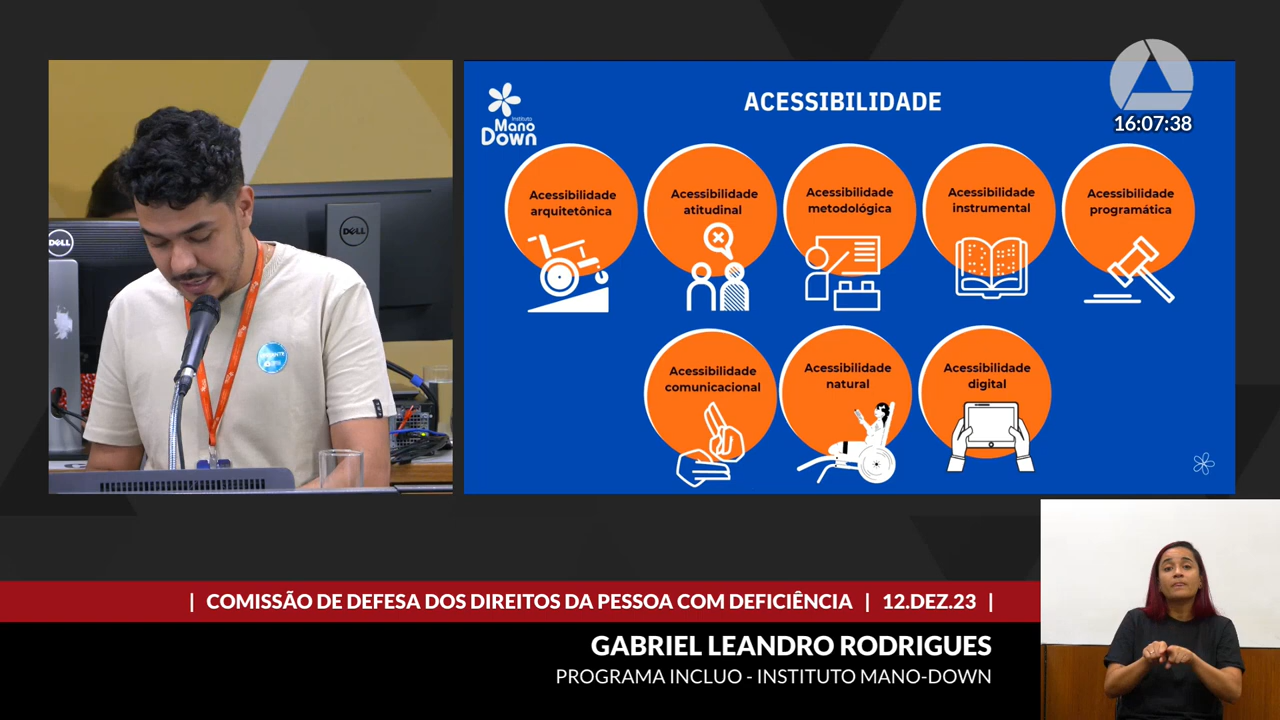 ACESSIBILIDADE
16:07:38
Instituto
Mano
Down
Acessibilidade
arquitetônica
Acessibilidade
atitudinal
Acessibilidade
metodológica
Acessibilidade
instrumental
Acessibilidade
programática
Acessibilidade
comunicacional
Acessibilidade
natural
Acessibilidade
digital
DELL
DELL
| COMISSÃO DE DEFESA DOS DIREITOS DA PESSOA COM DEFICIÊNCIA | 12.DEZ.23 |
GABRIEL LEANDRO RODRIGUES
PROGRAMA INCLUO - INSTITUTO MANO-DOWN